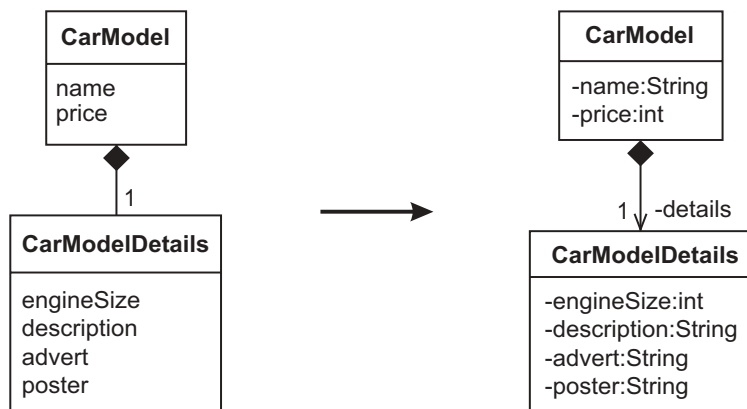 CarModel
name
price
1
CarModelDetails
engineSize
description
advert
poster
CarModel
-name:String
-price:int
1 -details
CarModelDetails
-engineSize:int
-description:String
-advert:String
-poster:String